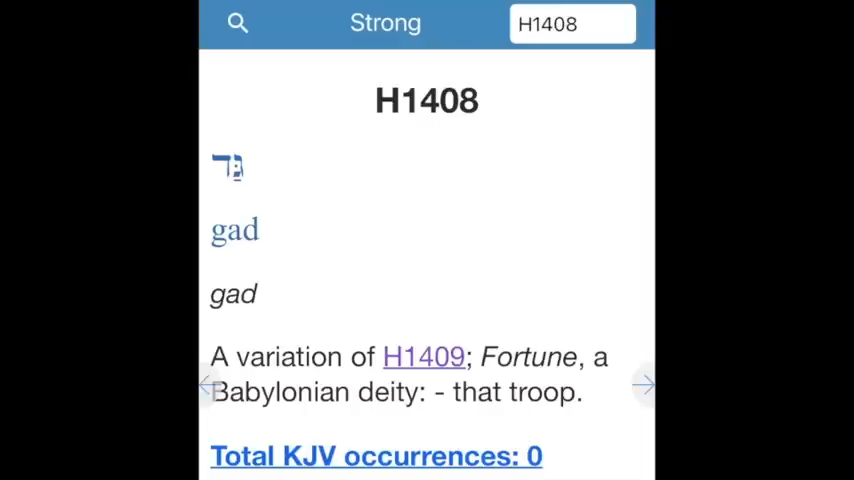 Strong
H1408
H1408
גַּד
gad
gad
A variation of H1409; Fortune, a
Babylonian deity: - that troop.
Total KJV occurrences: 0